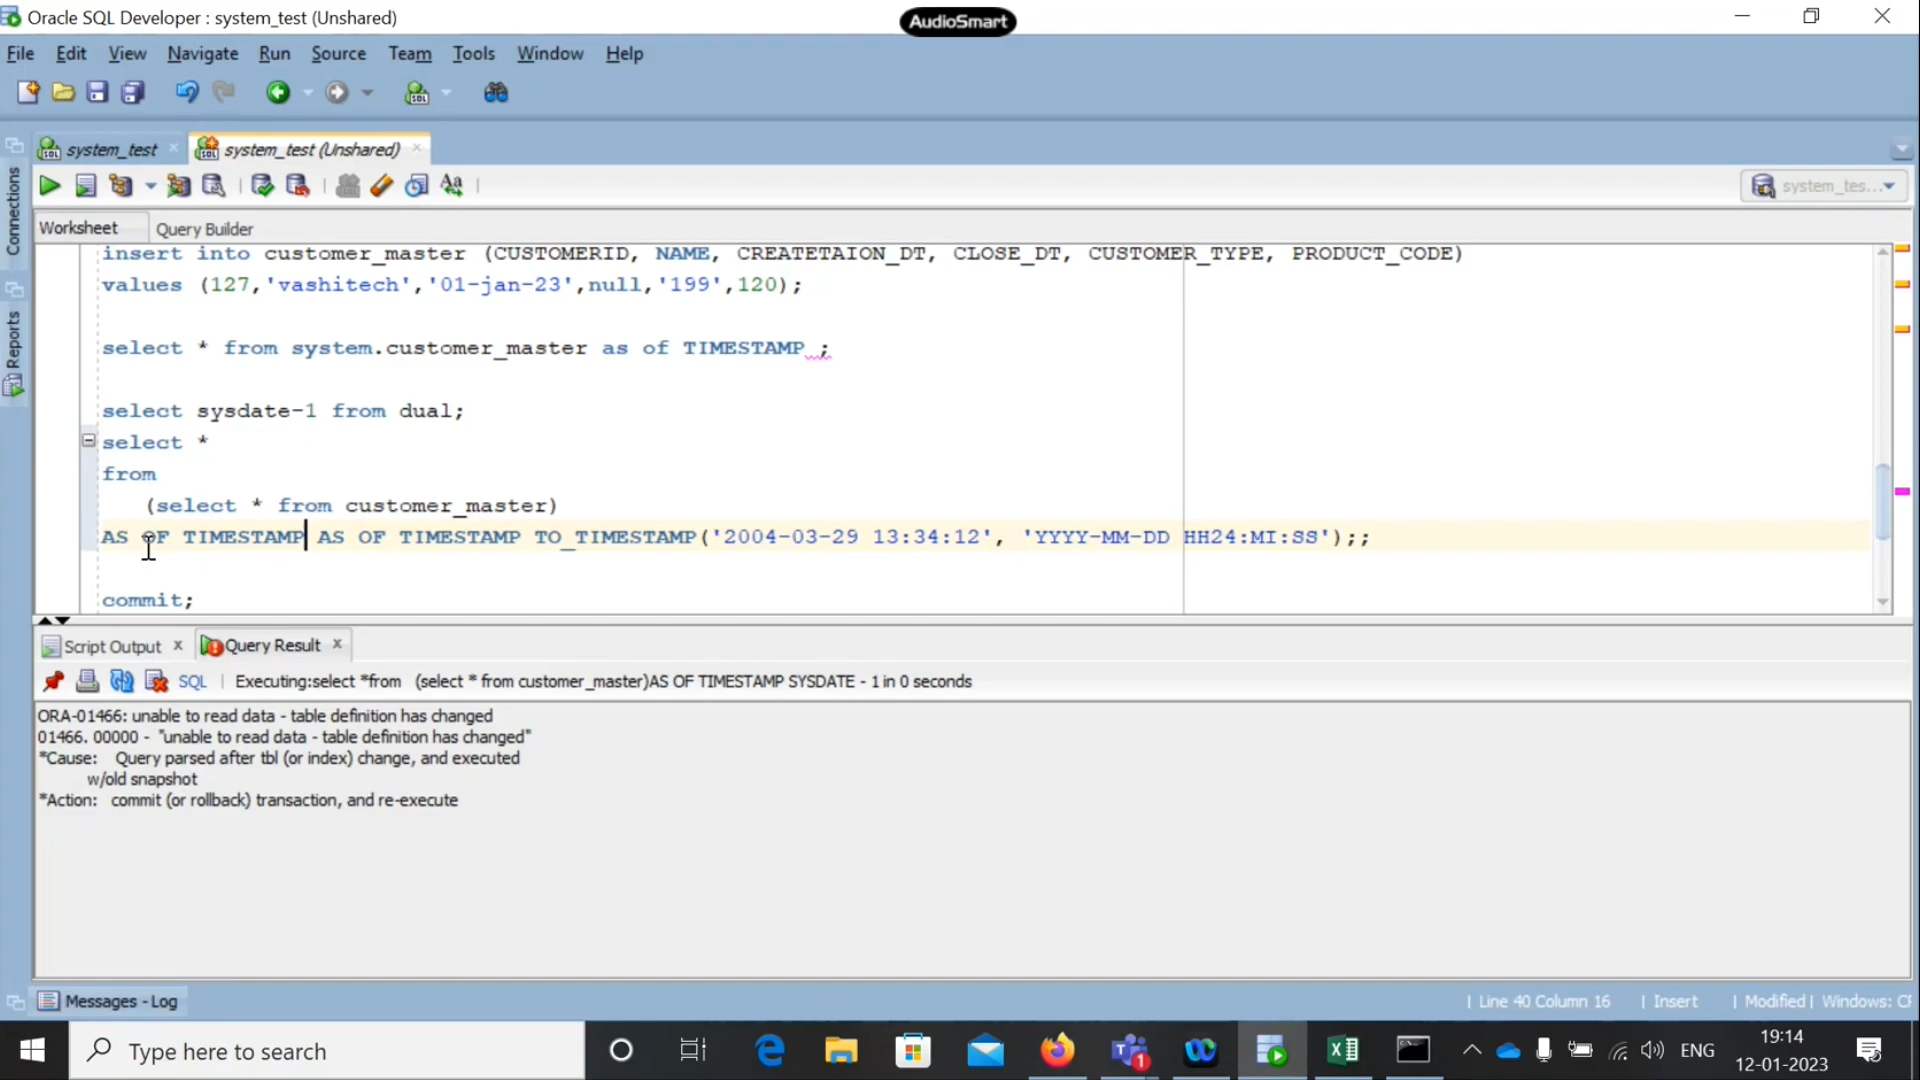 Oracle SQL Developer : system_test (Unshared)
AudioSmart
File Edit View Navigate Run Source Team Tools Window Help
system_test
system_test (Unshared)
Connections
Reports
system_tes...
Worksheet
Query Builder
insert into customer_master (CUSTOMERID, NAME, CREATETAION_DT, CLOSE_DT, CUSTOMER_TYPE, PRODUCT_CODE)
values (127,'vashitech','01-jan-23',null,'199',120);
select * from system.customer_master as of TIMESTAMP ;
select sysdate-1 from dual;
select *
from
(select * from customer_master)
AS OF TIMESTAMP AS OF TIMESTAMP TO_TIMESTAMP('2004-03-29 13:34:12', 'YYYY-MM-DD HH24:MI:SS');;
commit;
Script Output x
Query Result x
SQL | Executing:select *from (select * from customer_master)AS OF TIMESTAMP SYSDATE - 1 in 0 seconds
ORA-01466: unable to read data - table definition has changed
01466. 00000 - "unable to read data - table definition has changed"
*Cause: Query parsed after tbl (or index) change, and executed
w/old snapshot
*Action: commit (or rollback) transaction, and re-execute
Messages - Log
| Line 40 Column 16 | Insert | Modified | Windows: CF
Type here to search
1
ENG
19:14
12-01-2023